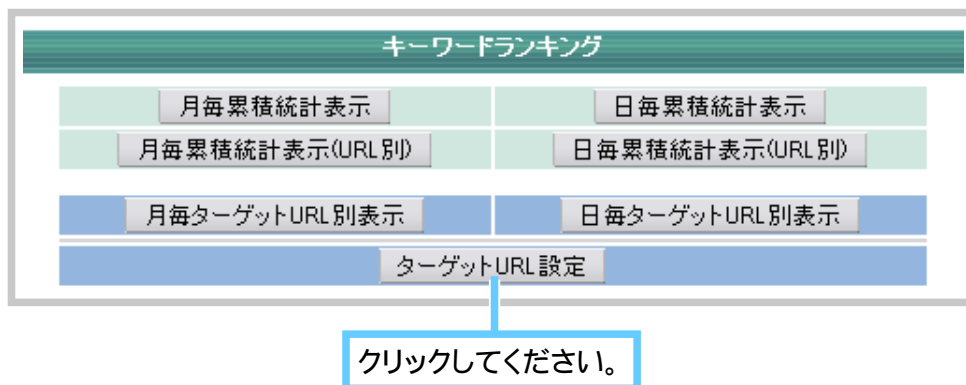 キーワードランキング
月毎累積統計表示 日毎累積統計表示
月毎累積統計表示(URL別) 日毎累積統計表示(URL別)
月毎ターゲットURL別表示 日毎ターゲットURL別表示
ターゲットURL設定
クリックしてください。